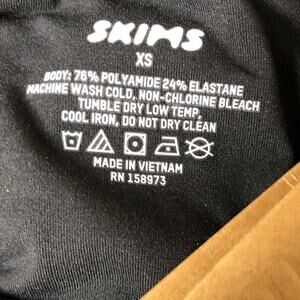 SKIMS
XS
BODY: 76% POLYAMIDE 24% ELASTANE
MACHINE WASH COLD, NON-CHLORINE BLEACH
TUMBLE DRY LOW TEMP,
COOL IRON, DO NOT DRY CLEAN
MADE IN VIETNAM
RN 158973